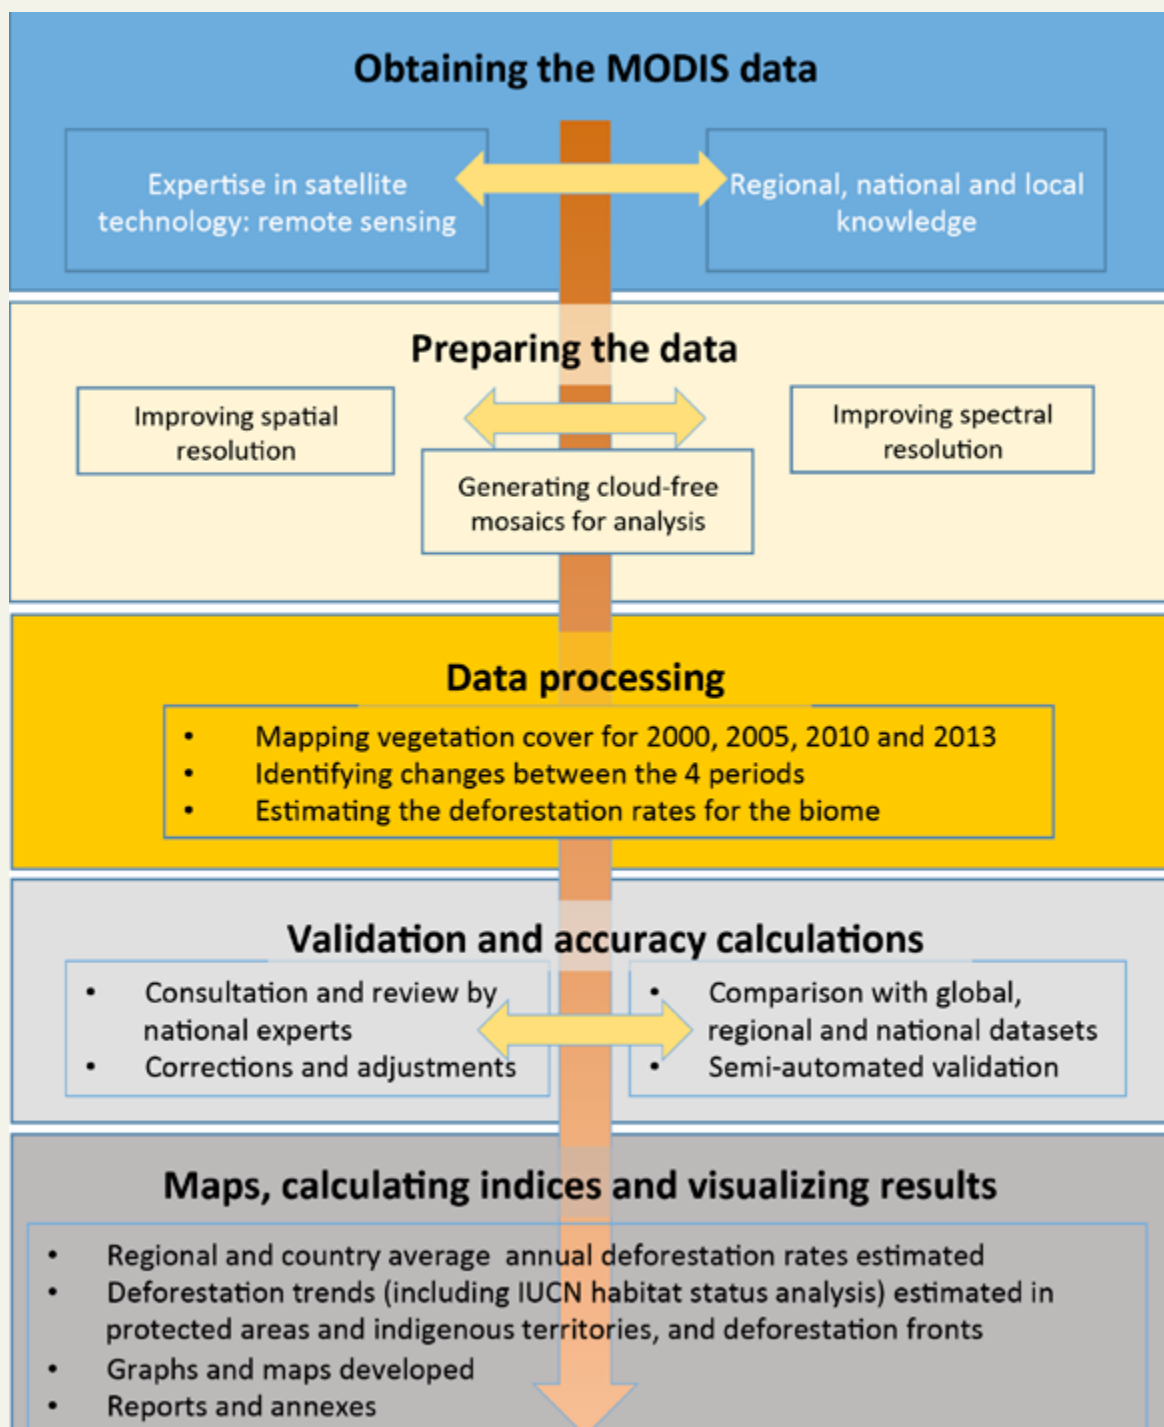 Obtaining the MODIS data
Expertise in satellite
technology: remote sensing
Regional, national and local
knowledge
Preparing the data
Improving spatial
resolution
Improving spectral
resolution
Generating cloud-free
mosaics for analysis
Data processing
• Mapping vegetation cover for 2000, 2005, 2010 and 2013
• Identifying changes between the 4 periods
• Estimating the deforestation rates for the biome
Validation and accuracy calculations
• Consultation and review by
national experts
• Corrections and adjustments
• Comparison with global,
regional and national datasets
• Semi-automated validation
Maps, calculating indices and visualizing results
• Regional and country average annual deforestation rates estimated
• Deforestation trends (including IUCN habitat status analysis) estimated in
protected areas and indigenous territories, and deforestation fronts
• Graphs and maps developed
• Reports and annexes